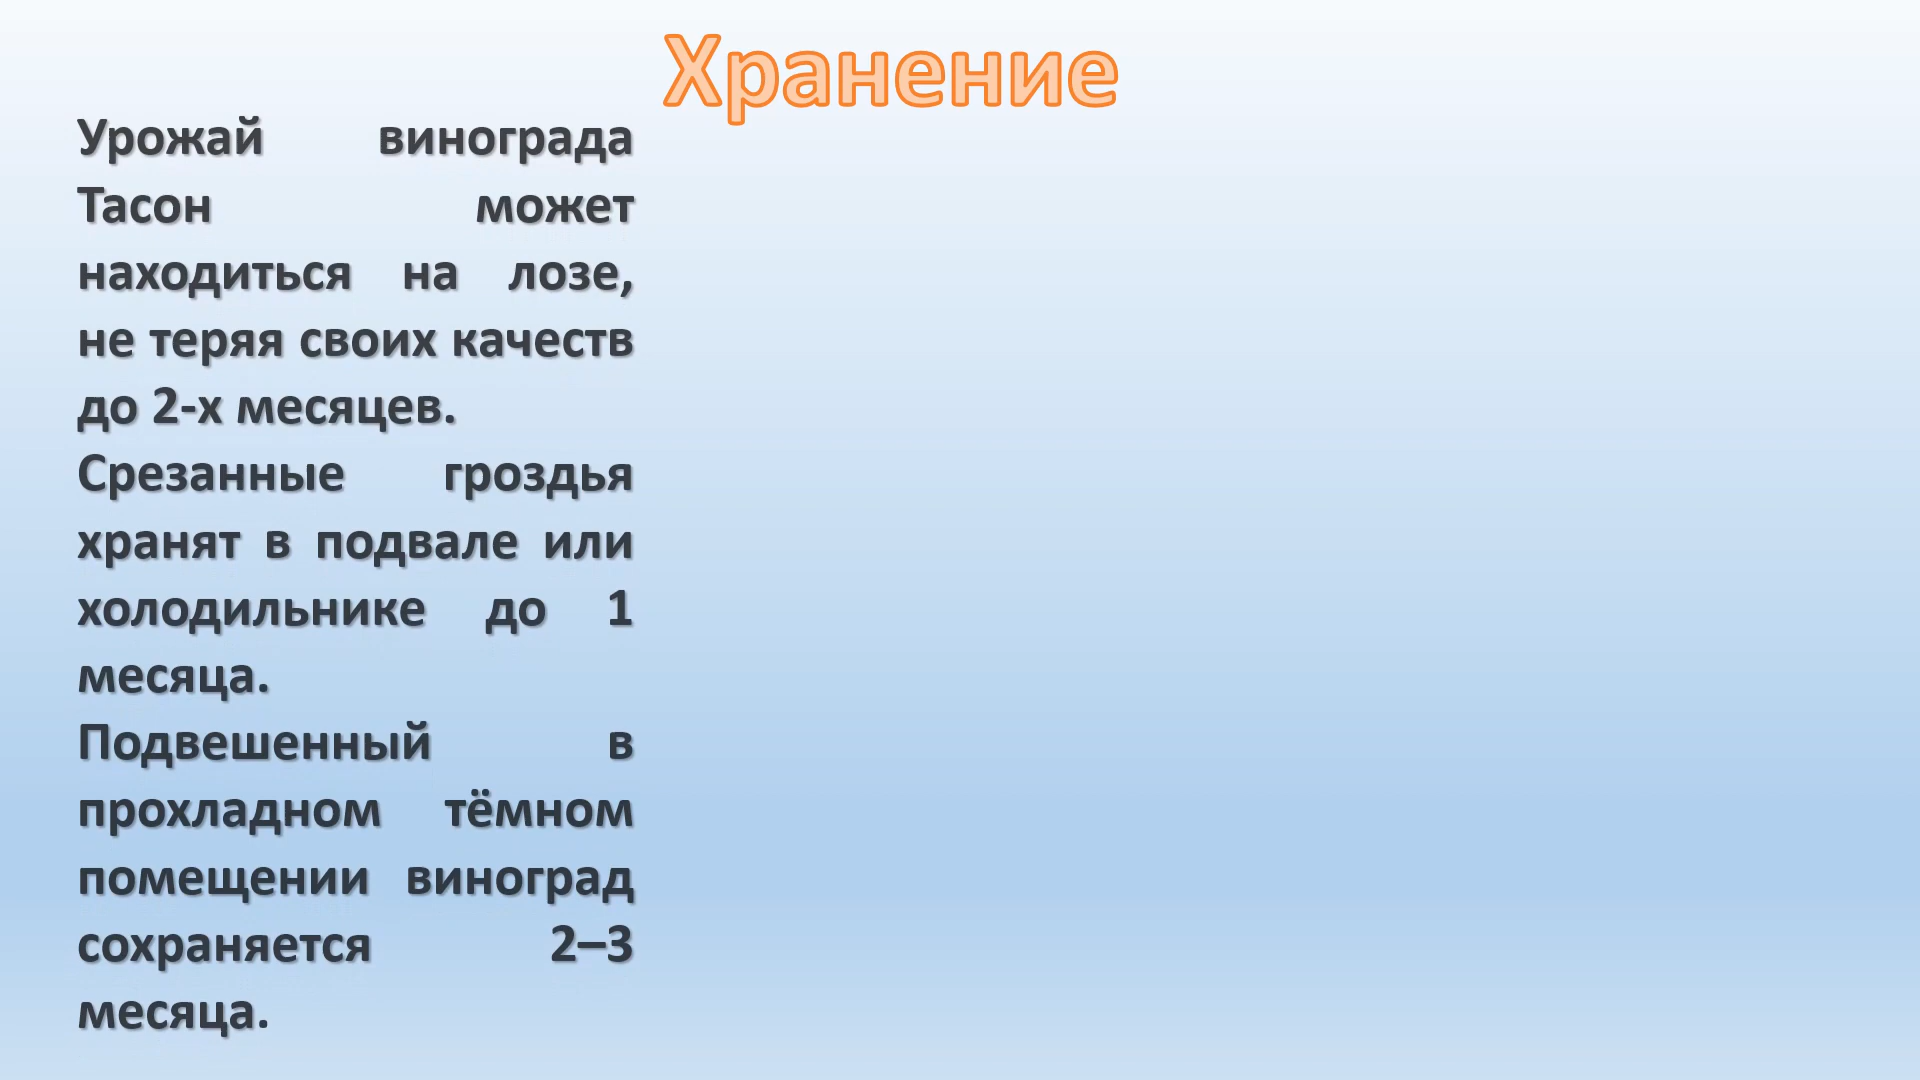 Хранение
Урожай винограда
Тасон может
находиться на лозе,
не теряя своих качеств
до 2-х месяцев.
Срезанные гроздья
хранят в подвале или
холодильнике до 1
месяца.
Подвешенный в
прохладном тёмном
помещении виноград
сохраняется 2–3
месяца.